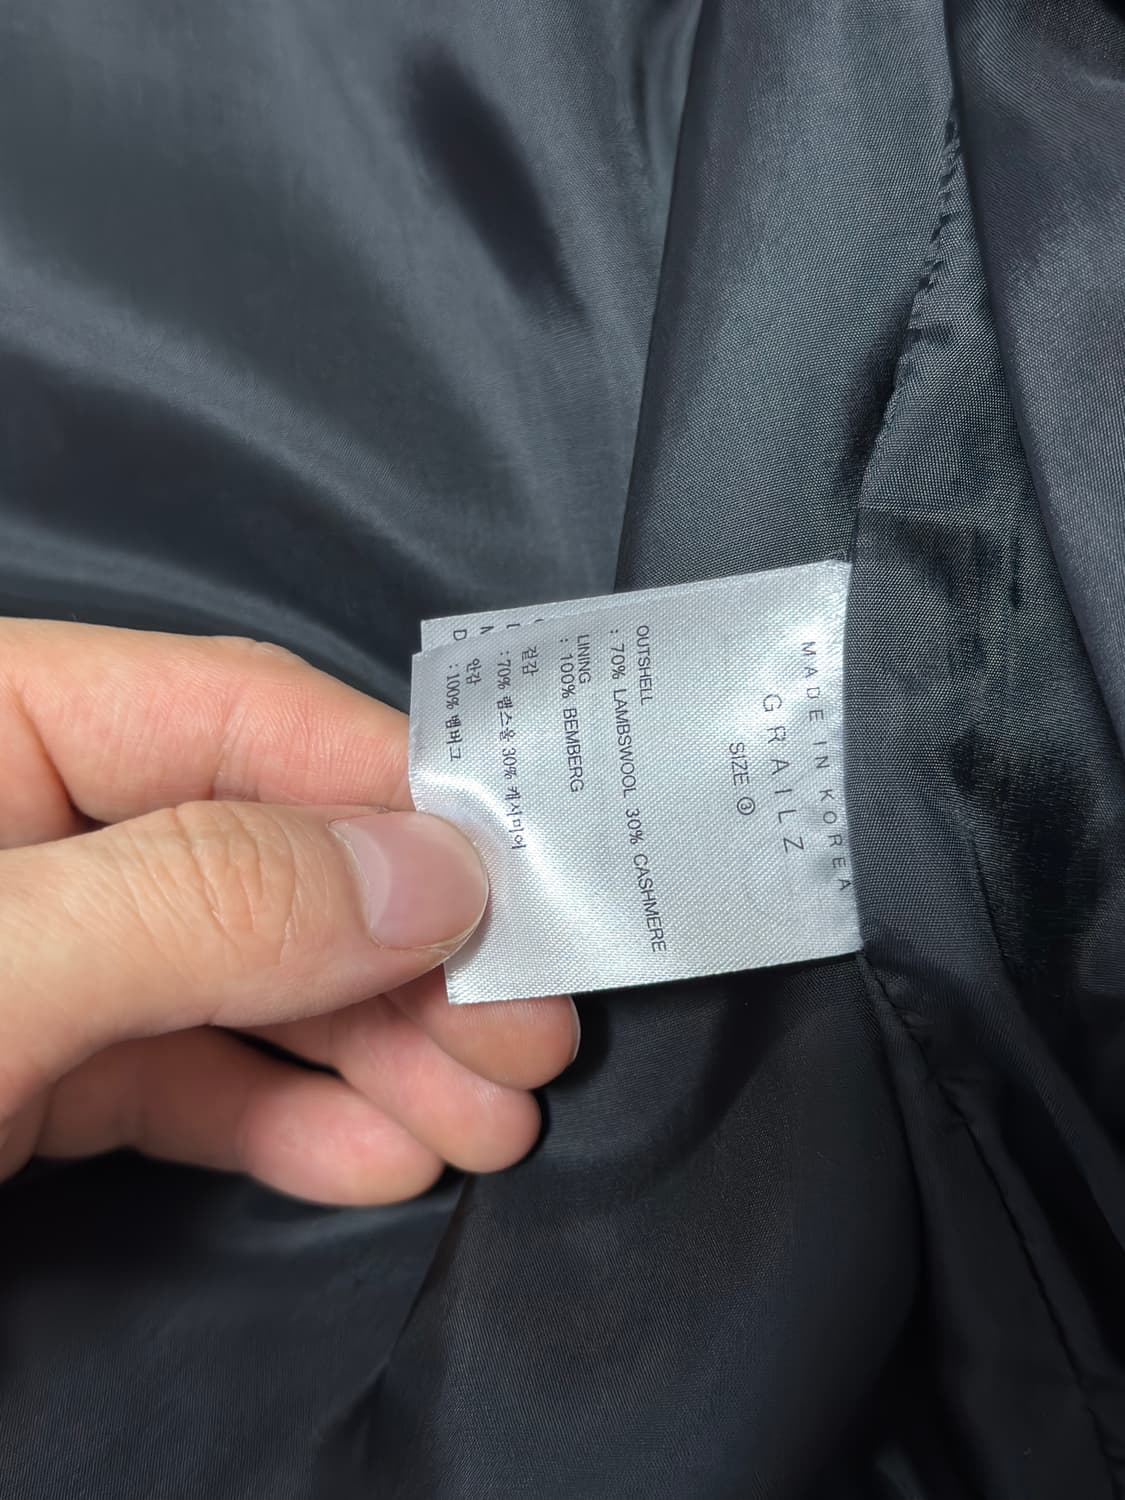 MADE IN KOREA
GRAILZ
SIZE ③
OUTSHELL
: 70% LAMBSWOOL 30% CASHMERE
LINING
: 100% BEMBERG
겉감
: 70% 램스울 30% 캐시미어
안감
: 100% 벰버그